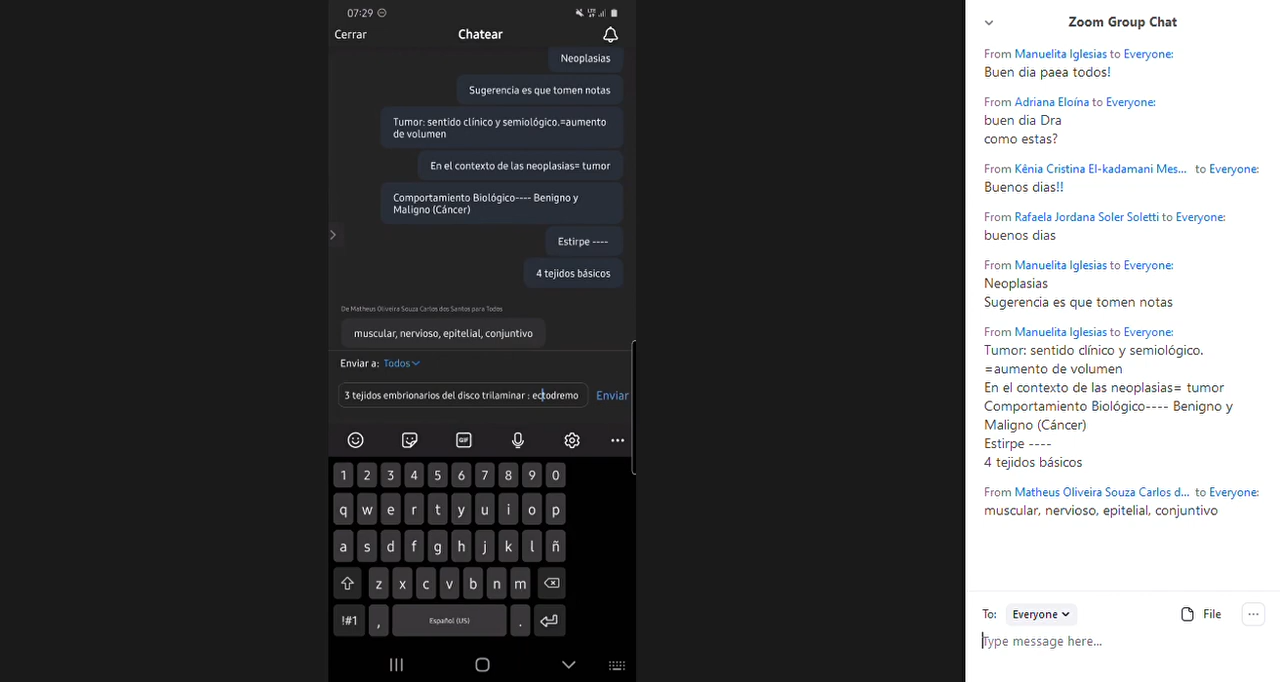 07:29
LTE
Cerrar
Chatear
Neoplasias
Sugerencia es que tomen notas
Tumor: sentido clínico y semiológico.=aumento
de volumen
En el contexto de las neoplasias= tumor
Comportamiento Biológico---- Benigno y
Maligno (Cáncer)
Estirpe ----
4 tejidos básicos
De Matheus Oliveira Souza Carlos dos Santos para Todos
muscular, nervioso, epitelial, conjuntivo
Enviar a: Todos
3 tejidos embrionarios del disco trilaminar : ectodremo
Enviar
GIF
1 2 3 4 5 6 7 8 9 0
q w e r t y u i o p
a s d f g h j k l ñ
z x c v b n m
!#1 , Español (US) .
Zoom Group Chat
From Manuelita Iglesias to Everyone:
Buen dia paea todos!
From Adriana Eloína to Everyone:
buen dia Dra
como estas?
From Kênia Cristina El-kadamani Mes... to Everyone:
Buenos dias!!
From Rafaela Jordana Soler Soletti to Everyone:
buenos dias
From Manuelita Iglesias to Everyone:
Neoplasias
Sugerencia es que tomen notas
From Manuelita Iglesias to Everyone:
Tumor: sentido clínico y semiológico.
=aumento de volumen
En el contexto de las neoplasias= tumor
Comportamiento Biológico---- Benigno y
Maligno (Cáncer)
Estirpe ----
4 tejidos básicos
From Matheus Oliveira Souza Carlos d... to Everyone:
muscular, nervioso, epitelial, conjuntivo
To: Everyone
File
Type message here...